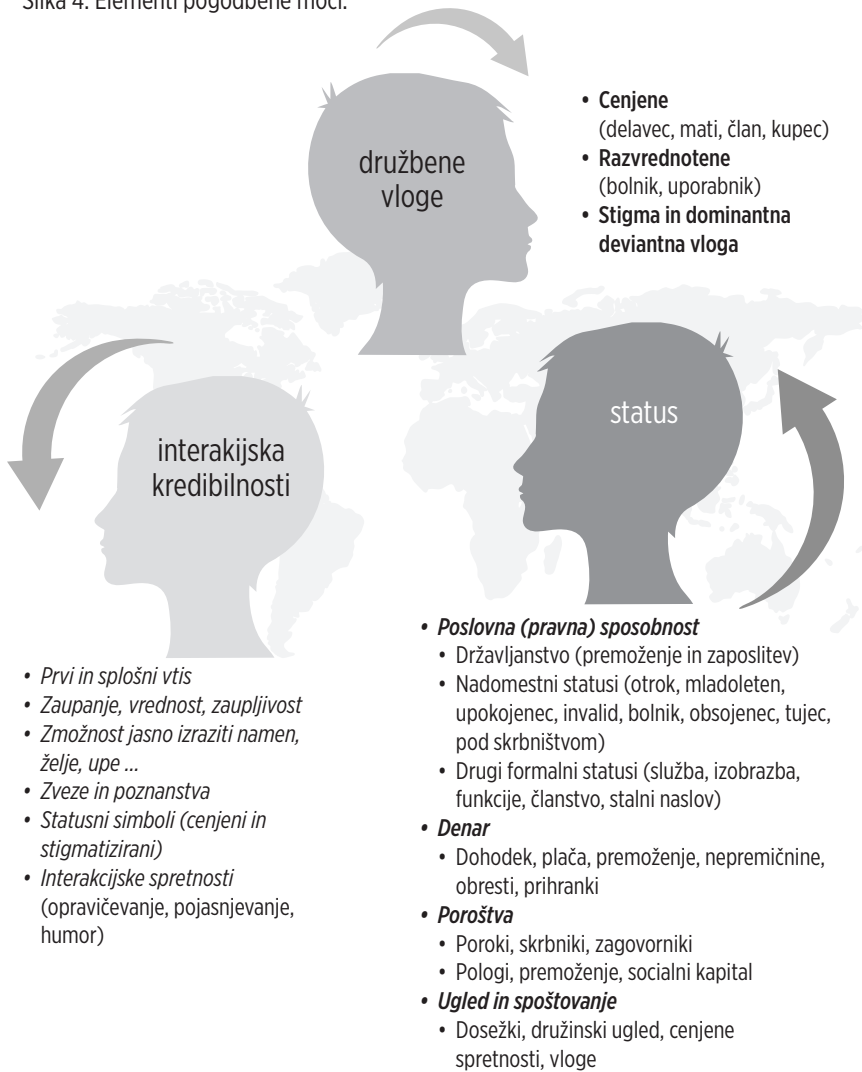 Slika 4: Elementi pogodbene moči.
družbene
vloge
• Cenjene
(delavec, mati, član, kupec)
• Razvrednotene
(bolnik, uporabnik)
• Stigma in dominantna
deviantna vloga
interakijska
kredibilnosti
status
• Prvi in splošni vtis
• Zaupanje, vrednost, zaupljivost
• Zmožnost jasno izraziti namen,
želje, upe ...
• Zveze in poznanstva
• Statusni simboli (cenjeni in
stigmatizirani)
• Interakcijske spretnosti
(opravičevanje, pojasnjevanje,
humor)
• Poslovna (pravna) sposobnost
• Državljanstvo (premoženje in zaposlitev)
• Nadomestni statusi (otrok, mladoleten,
upokojenec, invalid, bolnik, obsojenec, tujec,
pod skrbništvom)
• Drugi formalni statusi (služba, izobrazba,
funkcije, članstvo, stalni naslov)
• Denar
• Dohodek, plača, premoženje, nepremičnine,
obresti, prihranki
• Poroštva
• Poroki, skrbniki, zagovorniki
• Pologi, premoženje, socialni kapital
• Ugled in spoštovanje
• Dosežki, družinski ugled, cenjene
spretnosti, vloge